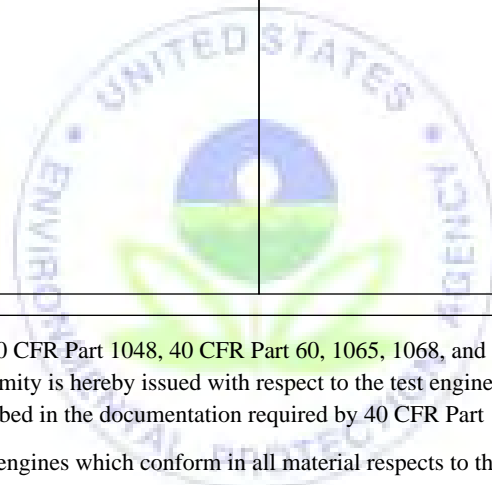 UNITED STATES
ENVIRONMENTAL PROTECTION AGENCY
0 CFR Part 1048, 40 CFR Part 60, 1065, 1068, and
mity is hereby issued with respect to the test engine
bed in the documentation required by 40 CFR Part
engines which conform in all material respects to th